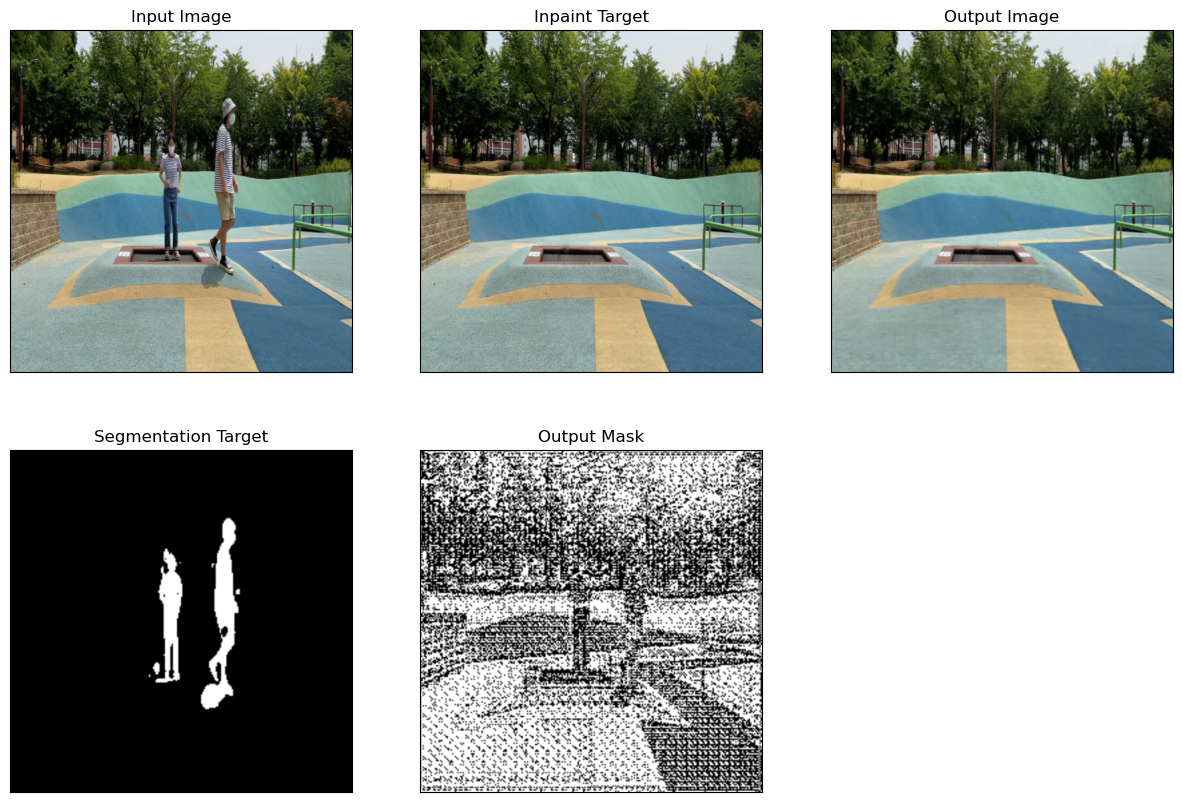 Input Image
Inpaint Target
Output Image
Segmentation Target
Output Mask